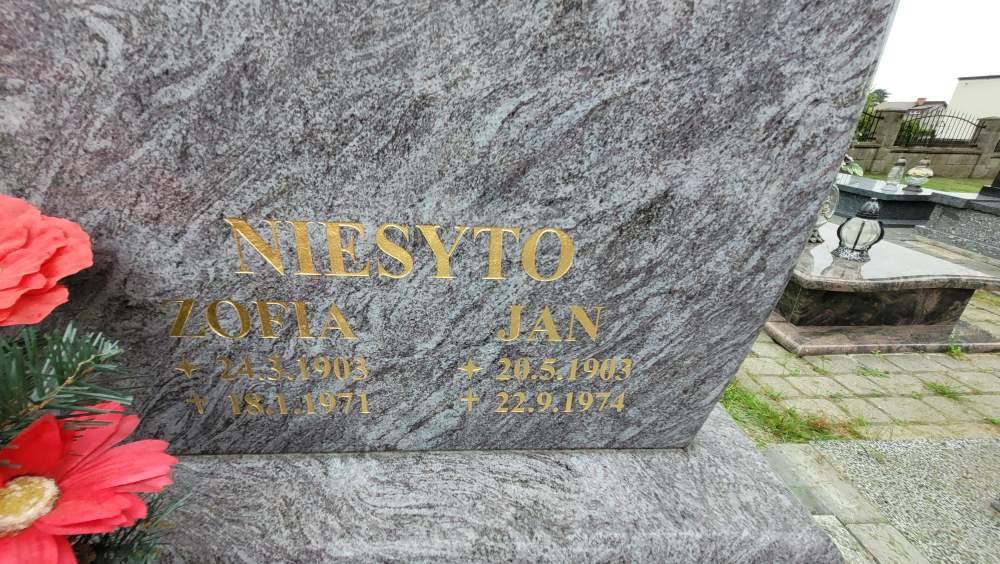 NIESYTO
ZOFIA JAN
24.3.1903 20.5.1903
18.1.1971 22.9.1974